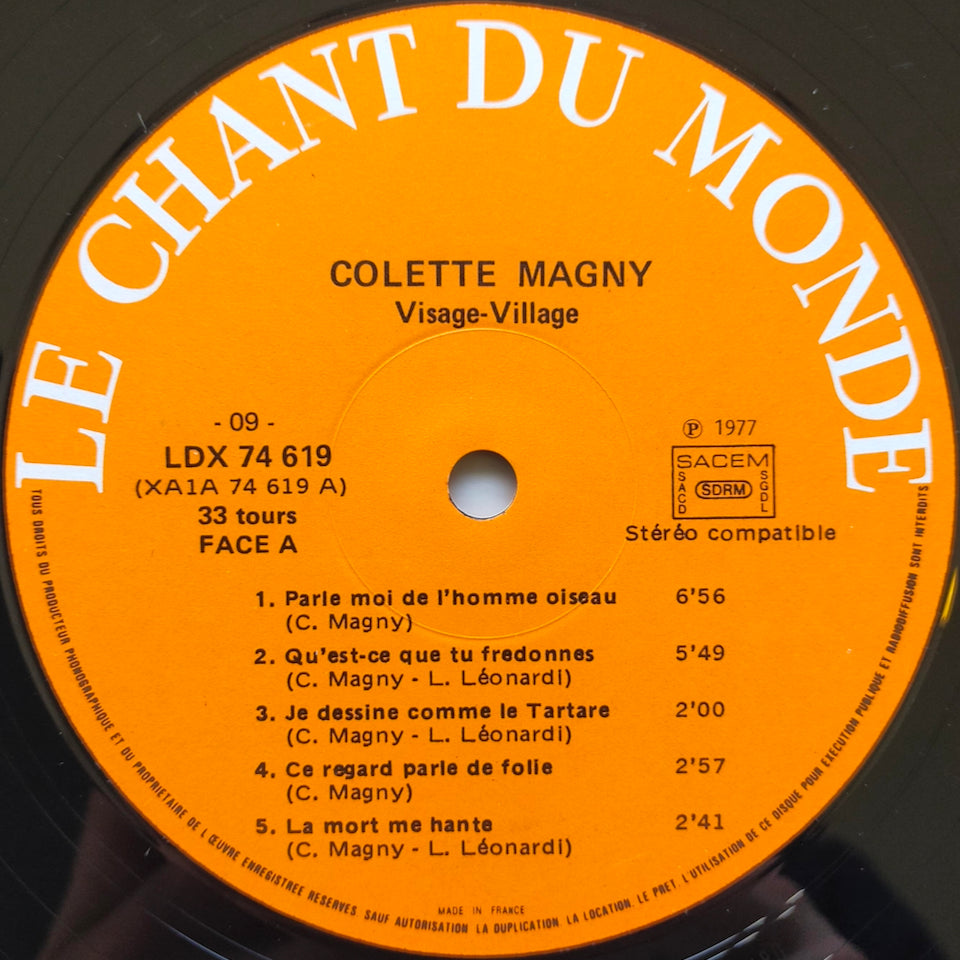 LE CHANT DU MONDE
COLETTE MAGNY
Visage-Village
- 09 -
LDX 74 619
(XA1A 74 619 A)
33 tours
FACE A
Ⓟ 1977
SACEM
SACD
SDRM
SGDL
Stéréo compatible
1. Parle moi de l'homme oiseau 6'56
(C. Magny)
2. Qu'est-ce que tu fredonnes 5'49
(C. Magny - L. Léonardi)
3. Je dessine comme le Tartare 2'00
(C. Magny - L. Léonardi)
4. Ce regard parle de folie 2'57
(C. Magny)
5. La mort me hante 2'41
(C. Magny - L. Léonardi)
MADE IN FRANCE
TOUS DROITS DU PRODUCTEUR PHONOGRAPHIQUE ET DU PROPRIETAIRE DE L'ŒUVRE ENREGISTREE RESERVES. SAUF AUTORISATION LA DUPLICATION, LA LOCATION, LE PRET, L'UTILISATION DE CE DISQUE POUR EXECUTION PUBLIQUE ET RADIODIFFUSION SONT INTERDITS